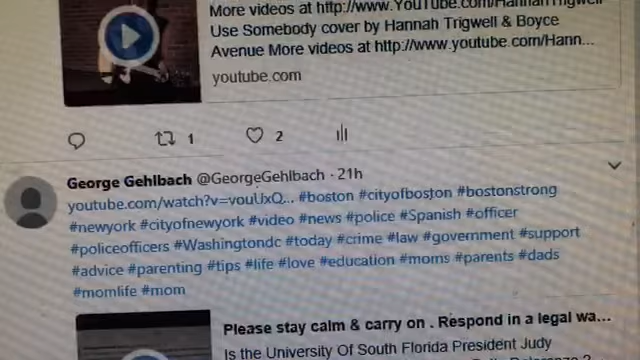 More videos at http://www.YouTube.com/HannahTrigwell
Use Somebody cover by Hannah Trigwell & Boyce
Avenue More videos at http://www.youtube.com/Hann...
youtube.com
1
2
George Gehlbach @GeorgeGehlbach · 21h
youtube.com/watch?v=youUxQ... #boston #cityofboston #bostonstrong
#newyork #cityofnewyork #video #news #police #Spanish #officer
#policeofficers #Washingtondc #today #crime #law #government #support
#advice #parenting #tips #life #love #education #moms #parents #dads
#momlife #mom
Please stay calm & carry on . Respond in a legal wa...
Is the University Of South Florida President Judy